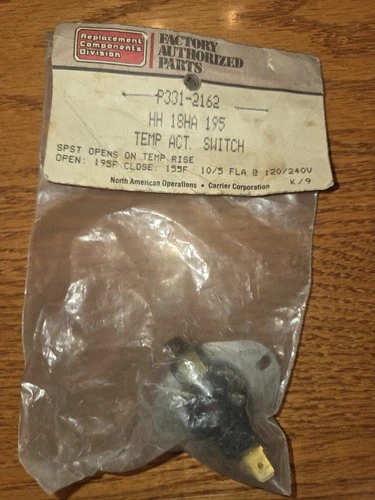 Replacement
Components
Division
FACTORY
AUTHORIZED
PARTS
P331-2162
HH 18HA 195
TEMP ACT. SWITCH
SPST OPENS ON TEMP RISE
OPEN: 195F CLOSE: 155F 10/5 FLA @ 120/240V
North American Operations • Carrier Corporation